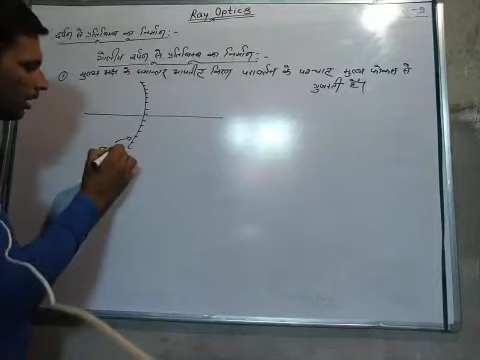 Ray Optics
दर्पण से प्रतिबिम्ब का निर्माण:-
गोलीय दर्पण से प्रतिबिम्ब का निर्माण:-
① मुख्य अक्ष के समान्तर आपतित किरण परावर्तन के पश्चात मुख्य फोकस से
गुजरती है।